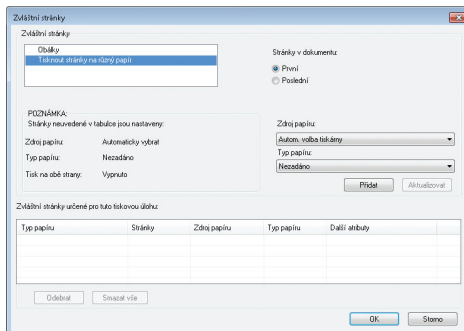 Zvláštní stránky
Zvláštní stránky
Obálky
Tisknout stránky na různý papír
Stránky v dokumentu:
První
Poslední
POZNÁMKA:
Stránky neuvedené v tabulce jsou nastaveny:
Zdroj papíru: Automaticky vybrat
Typ papíru: Nezadáno
Tisk na obě strany: Vypnuto
Zdroj papíru:
Autom. volba tiskárny
Typ papíru:
Nezadáno
Přidat Aktualizovat
Zvláštní stránky určené pro tuto tiskovou úlohu:
Typ papíru Stránky Zdroj papíru Typ papíru Další atributy
Odebrat Smazat vše
OK Storno